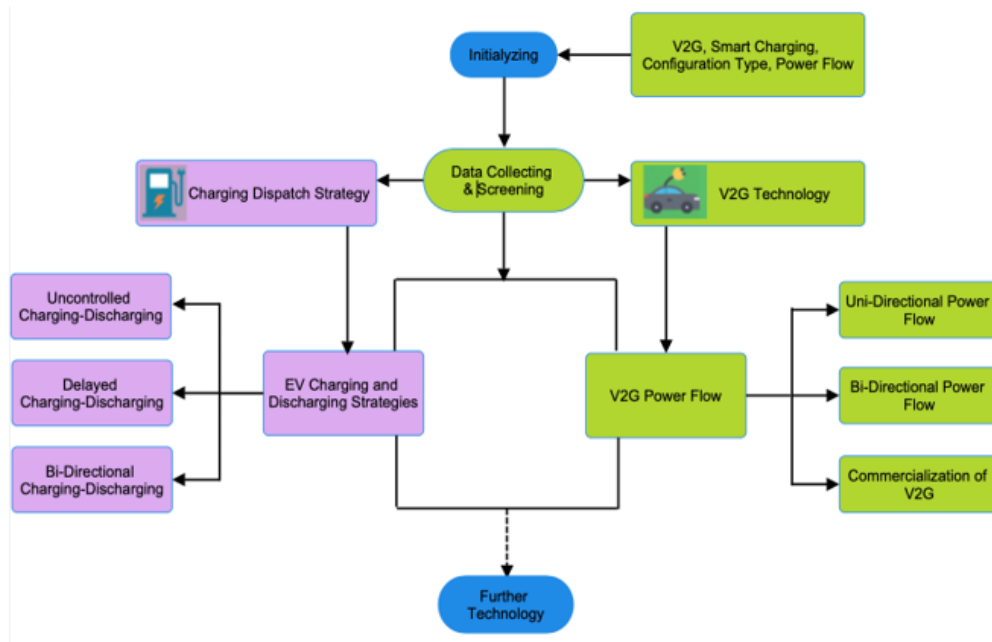 Initialyzing
V2G, Smart Charging,
Configuration Type, Power Flow
Charging Dispatch Strategy
Data Collecting
& Screening
V2G Technology
Uncontrolled
Charging-Discharging
Delayed
Charging-Discharging
Bi-Directional
Charging-Discharging
EV Charging and
Discharging Strategies
V2G Power Flow
Uni-Directional Power
Flow
Bi-Directional Power
Flow
Commercialization of
V2G
Further
Technology